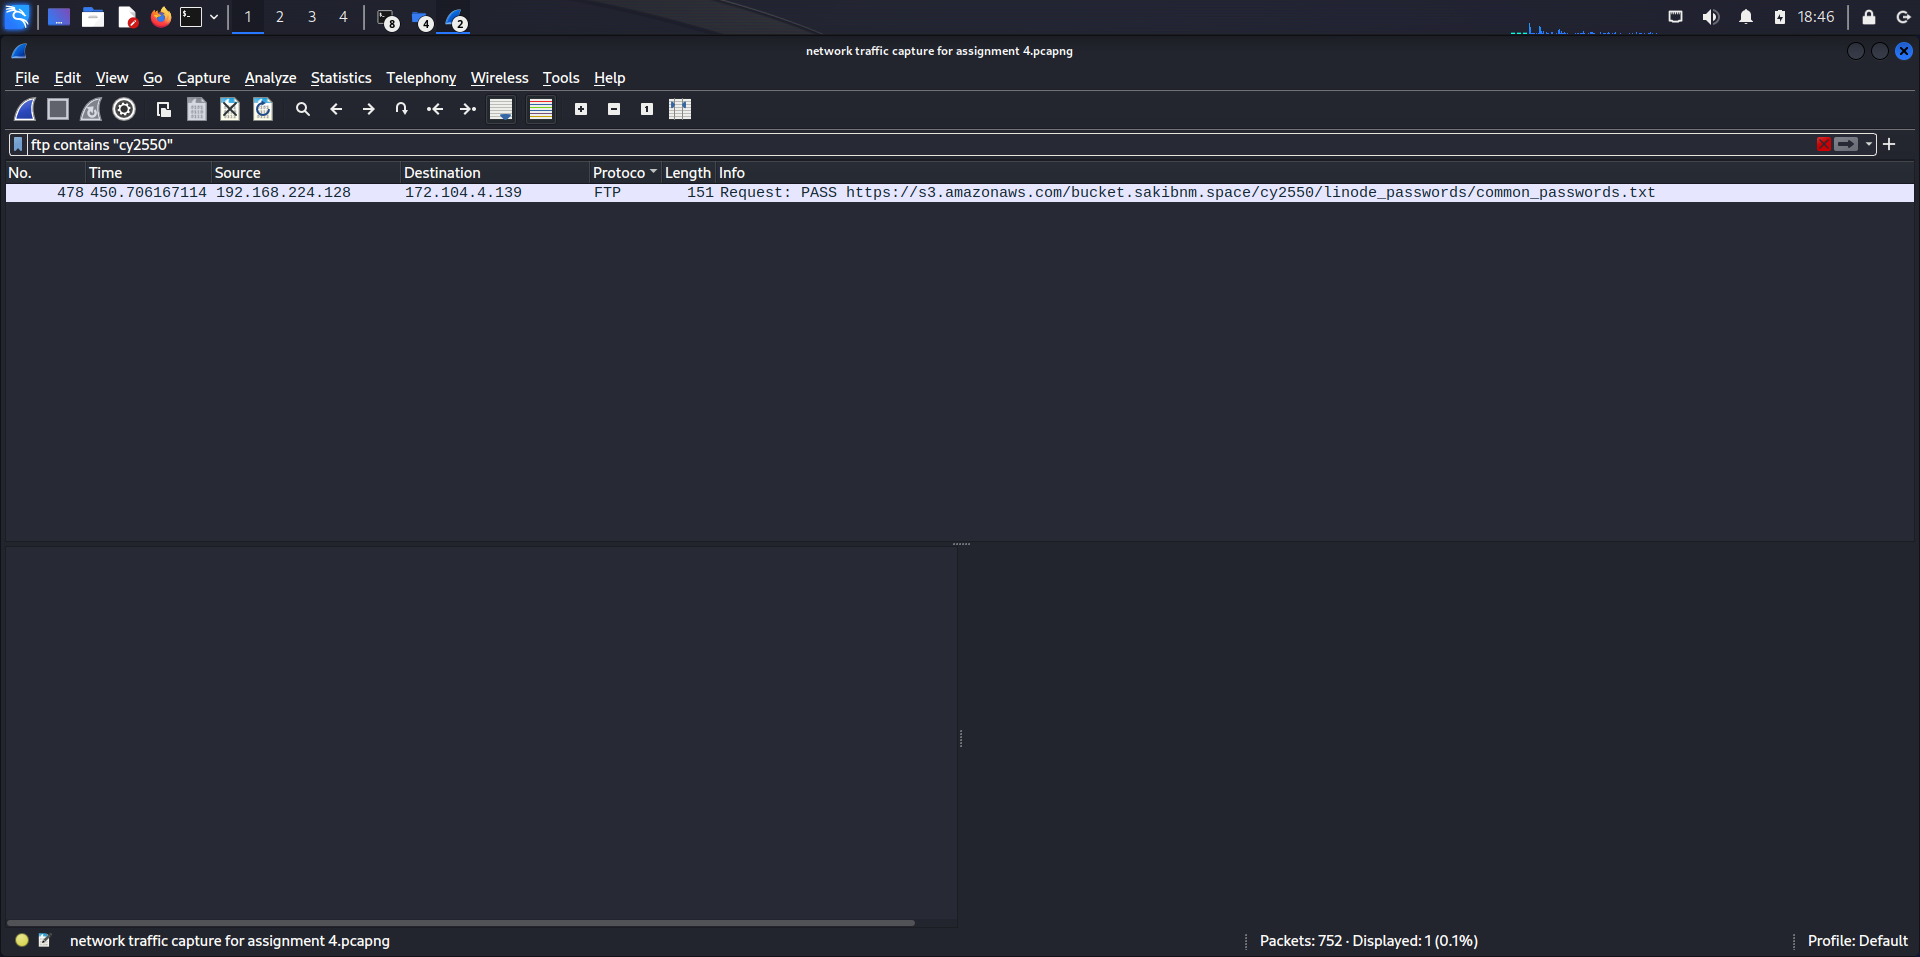 1 2 3 4 8 4 2 18:46
network traffic capture for assignment 4.pcapng
File Edit View Go Capture Analyze Statistics Telephony Wireless Tools Help
ftp contains "cy2550"
No. Time Source Destination Protoco Length Info
478 450.706167114 192.168.224.128 172.104.4.139 FTP 151 Request: PASS https://s3.amazonaws.com/bucket.sakibnm.space/cy2550/linode_passwords/common_passwords.txt
network traffic capture for assignment 4.pcapng Packets: 752 · Displayed: 1 (0.1%) Profile: Default